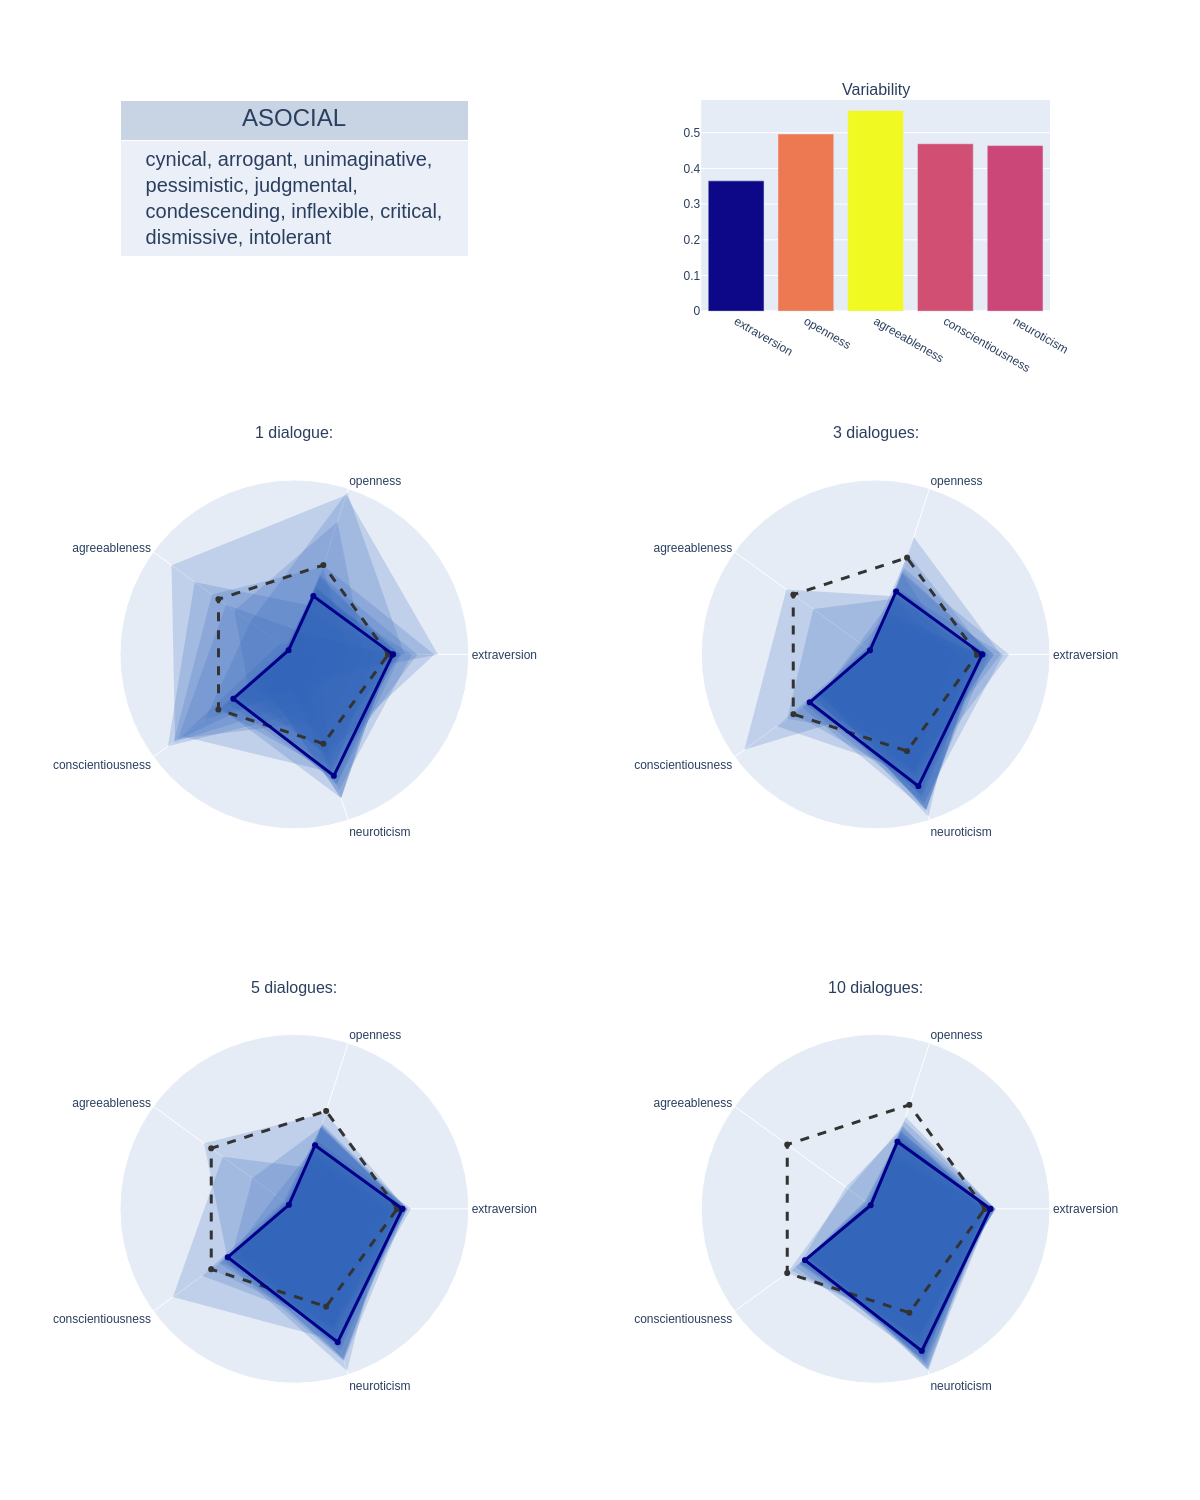 ASOCIAL
cynical, arrogant, unimaginative,
pessimistic, judgmental,
condescending, inflexible, critical,
dismissive, intolerant
Variability
0.5
0.4
0.3
0.2
0.1
0
extraversion
openness
agreeableness
conscientiousness
neuroticism
1 dialogue:
openness
agreeableness
extraversion
conscientiousness
neuroticism
3 dialogues:
openness
agreeableness
extraversion
conscientiousness
neuroticism
5 dialogues:
openness
agreeableness
extraversion
conscientiousness
neuroticism
10 dialogues:
openness
agreeableness
extraversion
conscientiousness
neuroticism